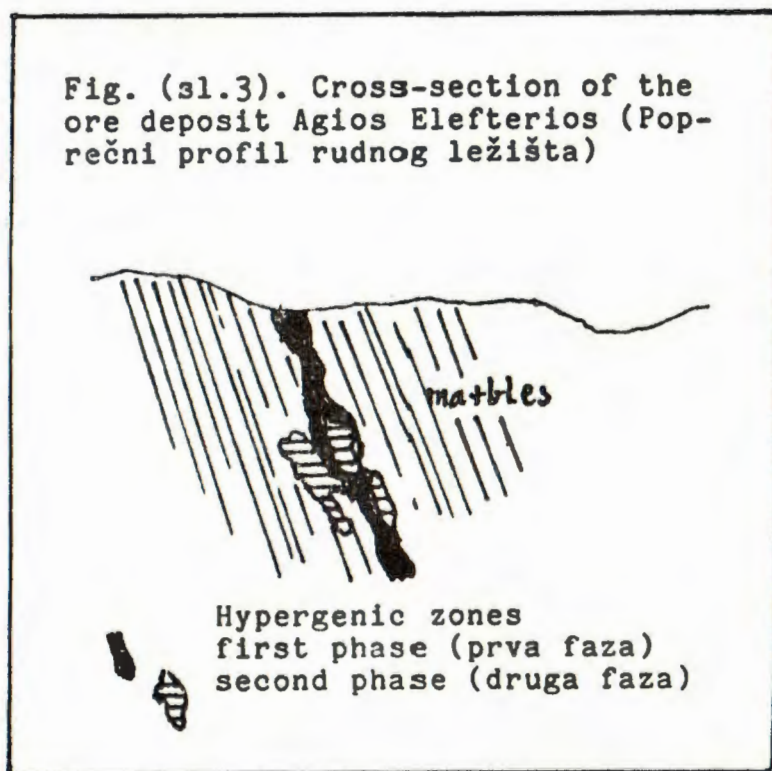 Fig. (sl.3). Cross-section of the
ore deposit Agios Elefterios (Pop-
rečni profil rudnog ležišta)
marbles
Hypergenic zones
first phase (prva faza)
second phase (druga faza)